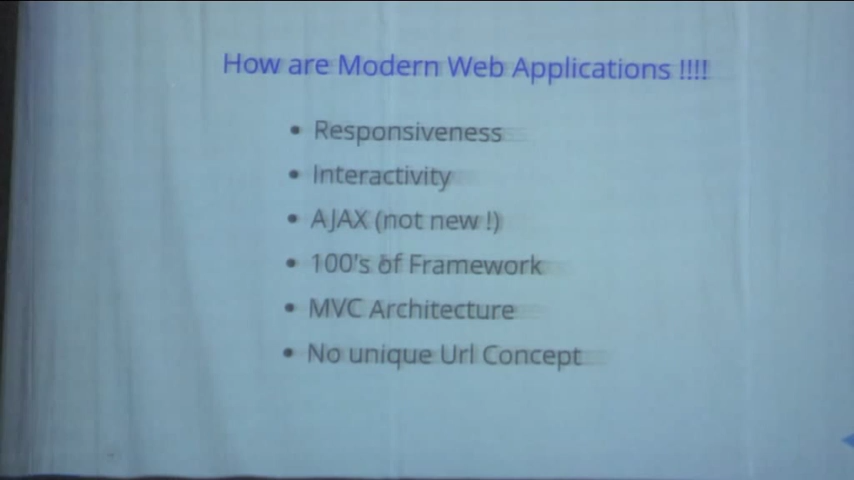 How are Modern Web Applications !!!!
• Responsiveness
• Interactivity
• AJAX (not new !)
• 100's of Framework
• MVC Architecture
• No unique Url Concept